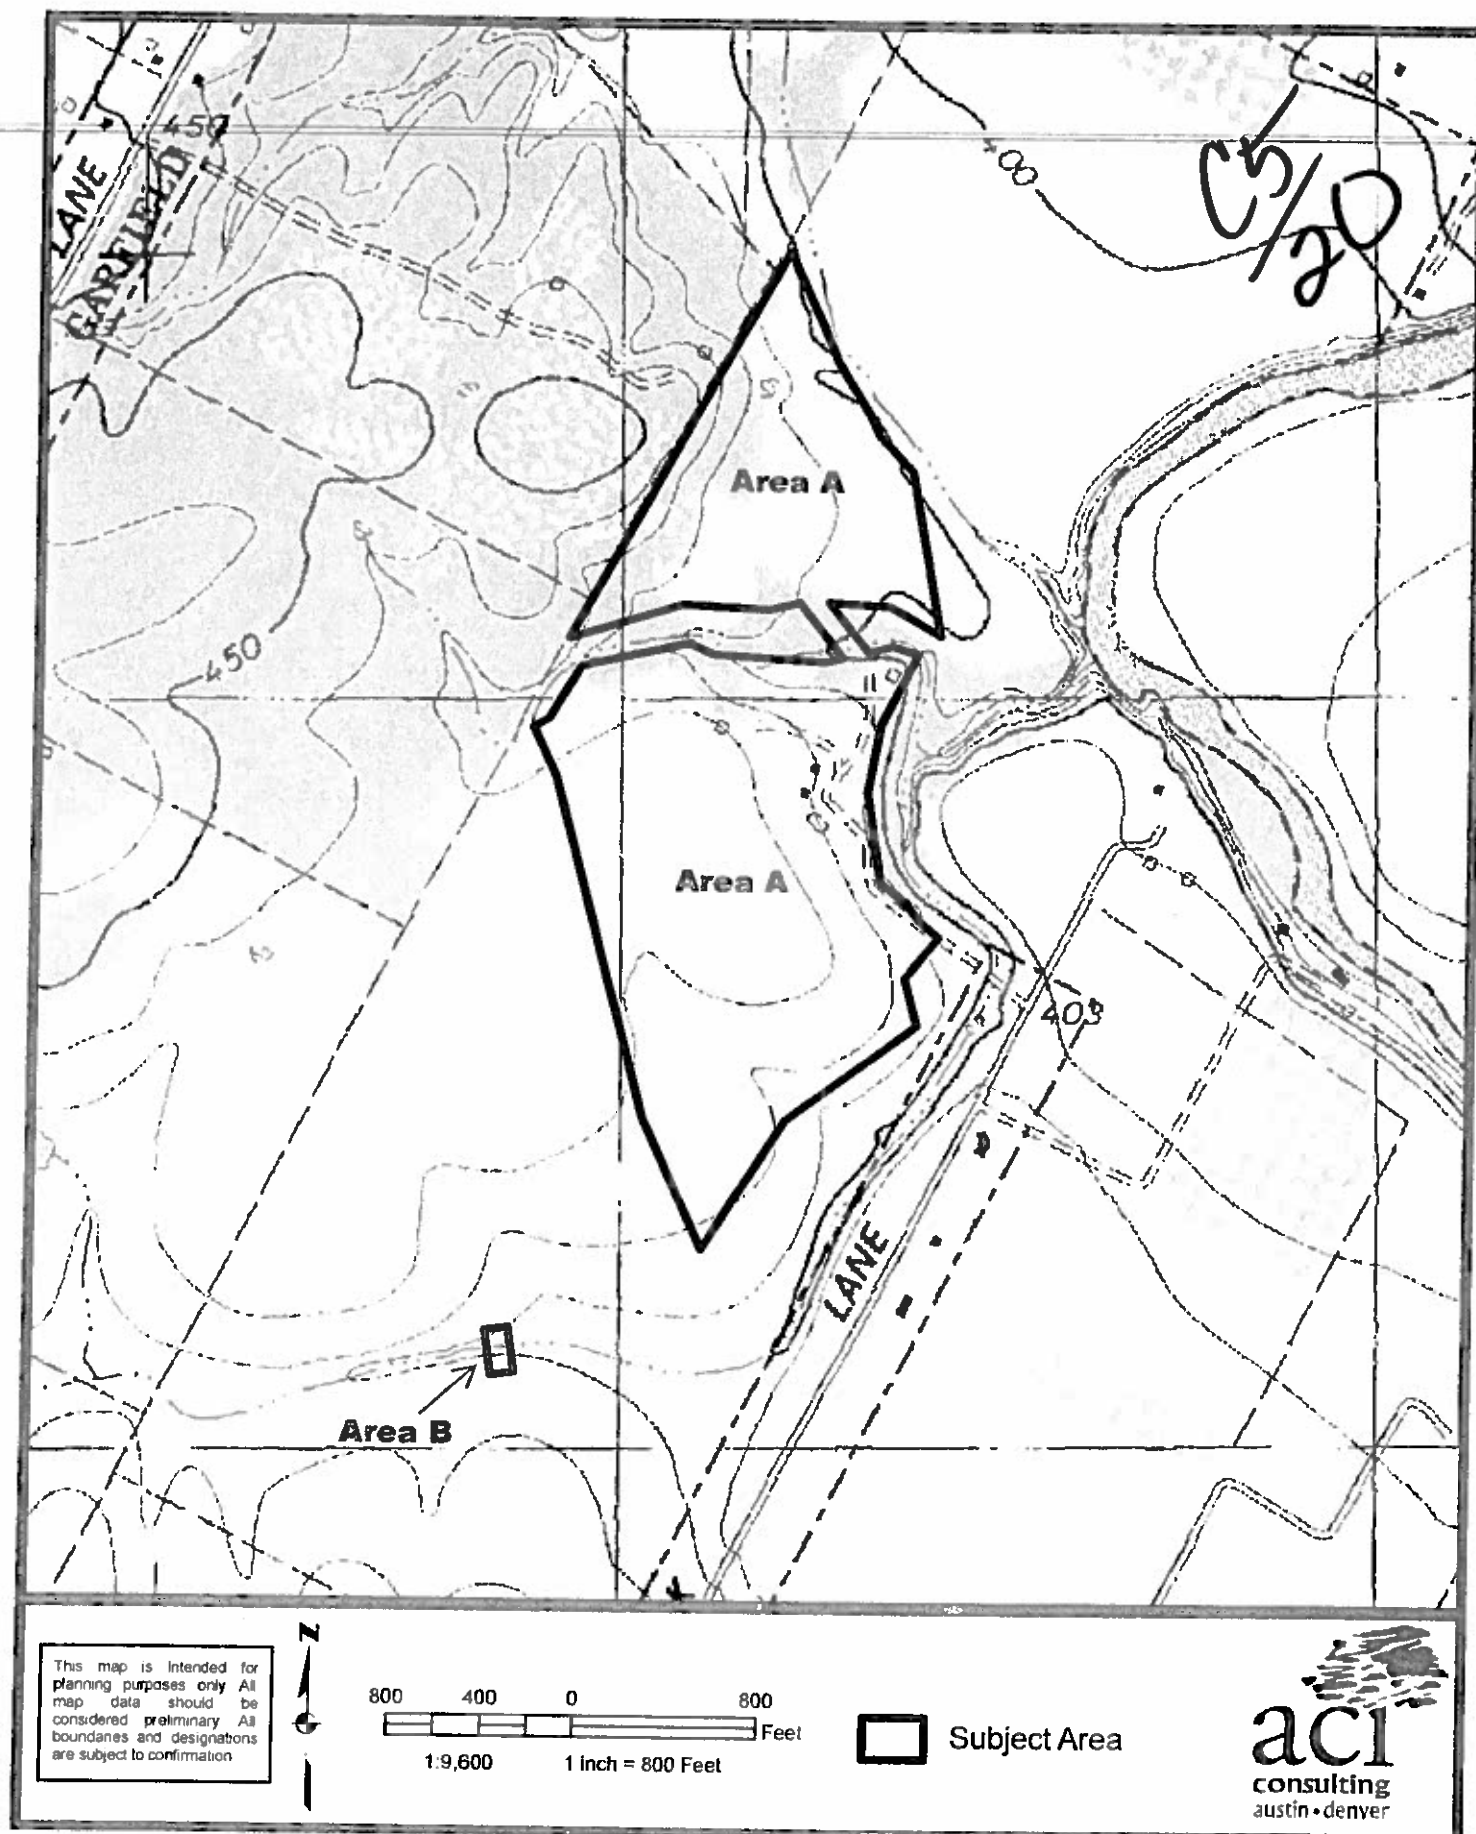 450
LANE
GARFIELD
400
C5/
20
Area A
450
Area A
403
LANE
Area B
This map is Intended for
planning purposes only All
map data should be
considered preliminary All
boundaries and designations
are subject to confirmation
N
800 400 0 800
Feet
1:9,600 1 inch = 800 Feet
Subject Area
aci
consulting
austin • denver